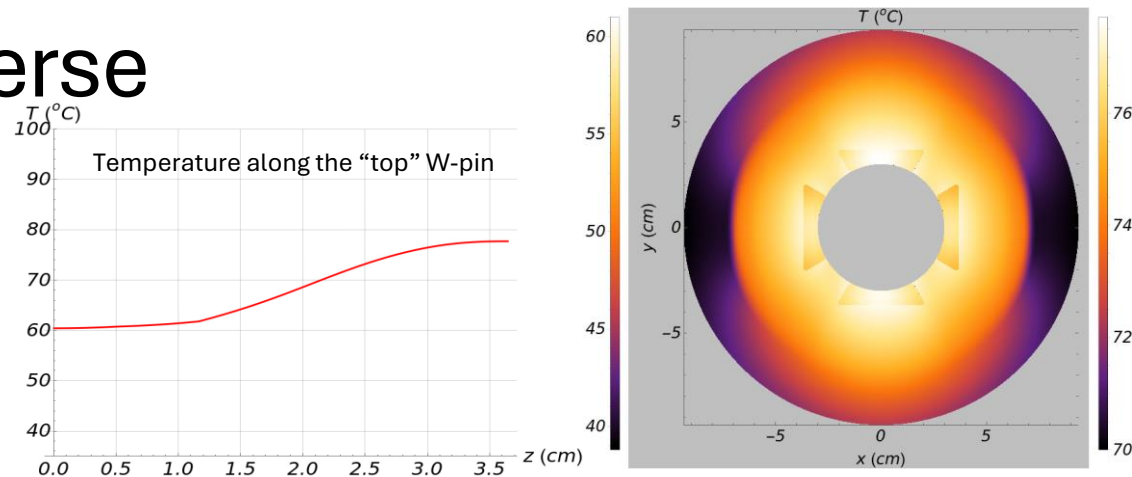 erse
T (°C)
100
90
80
70
60
50
40
Temperature along the “top” W-pin
0.0 0.5 1.0 1.5 2.0 2.5 3.0 3.5
z (cm)
60
55
50
45
40
T (°C)
5
0
−5
y (cm)
−5 0 5
x (cm)
76
74
72
70